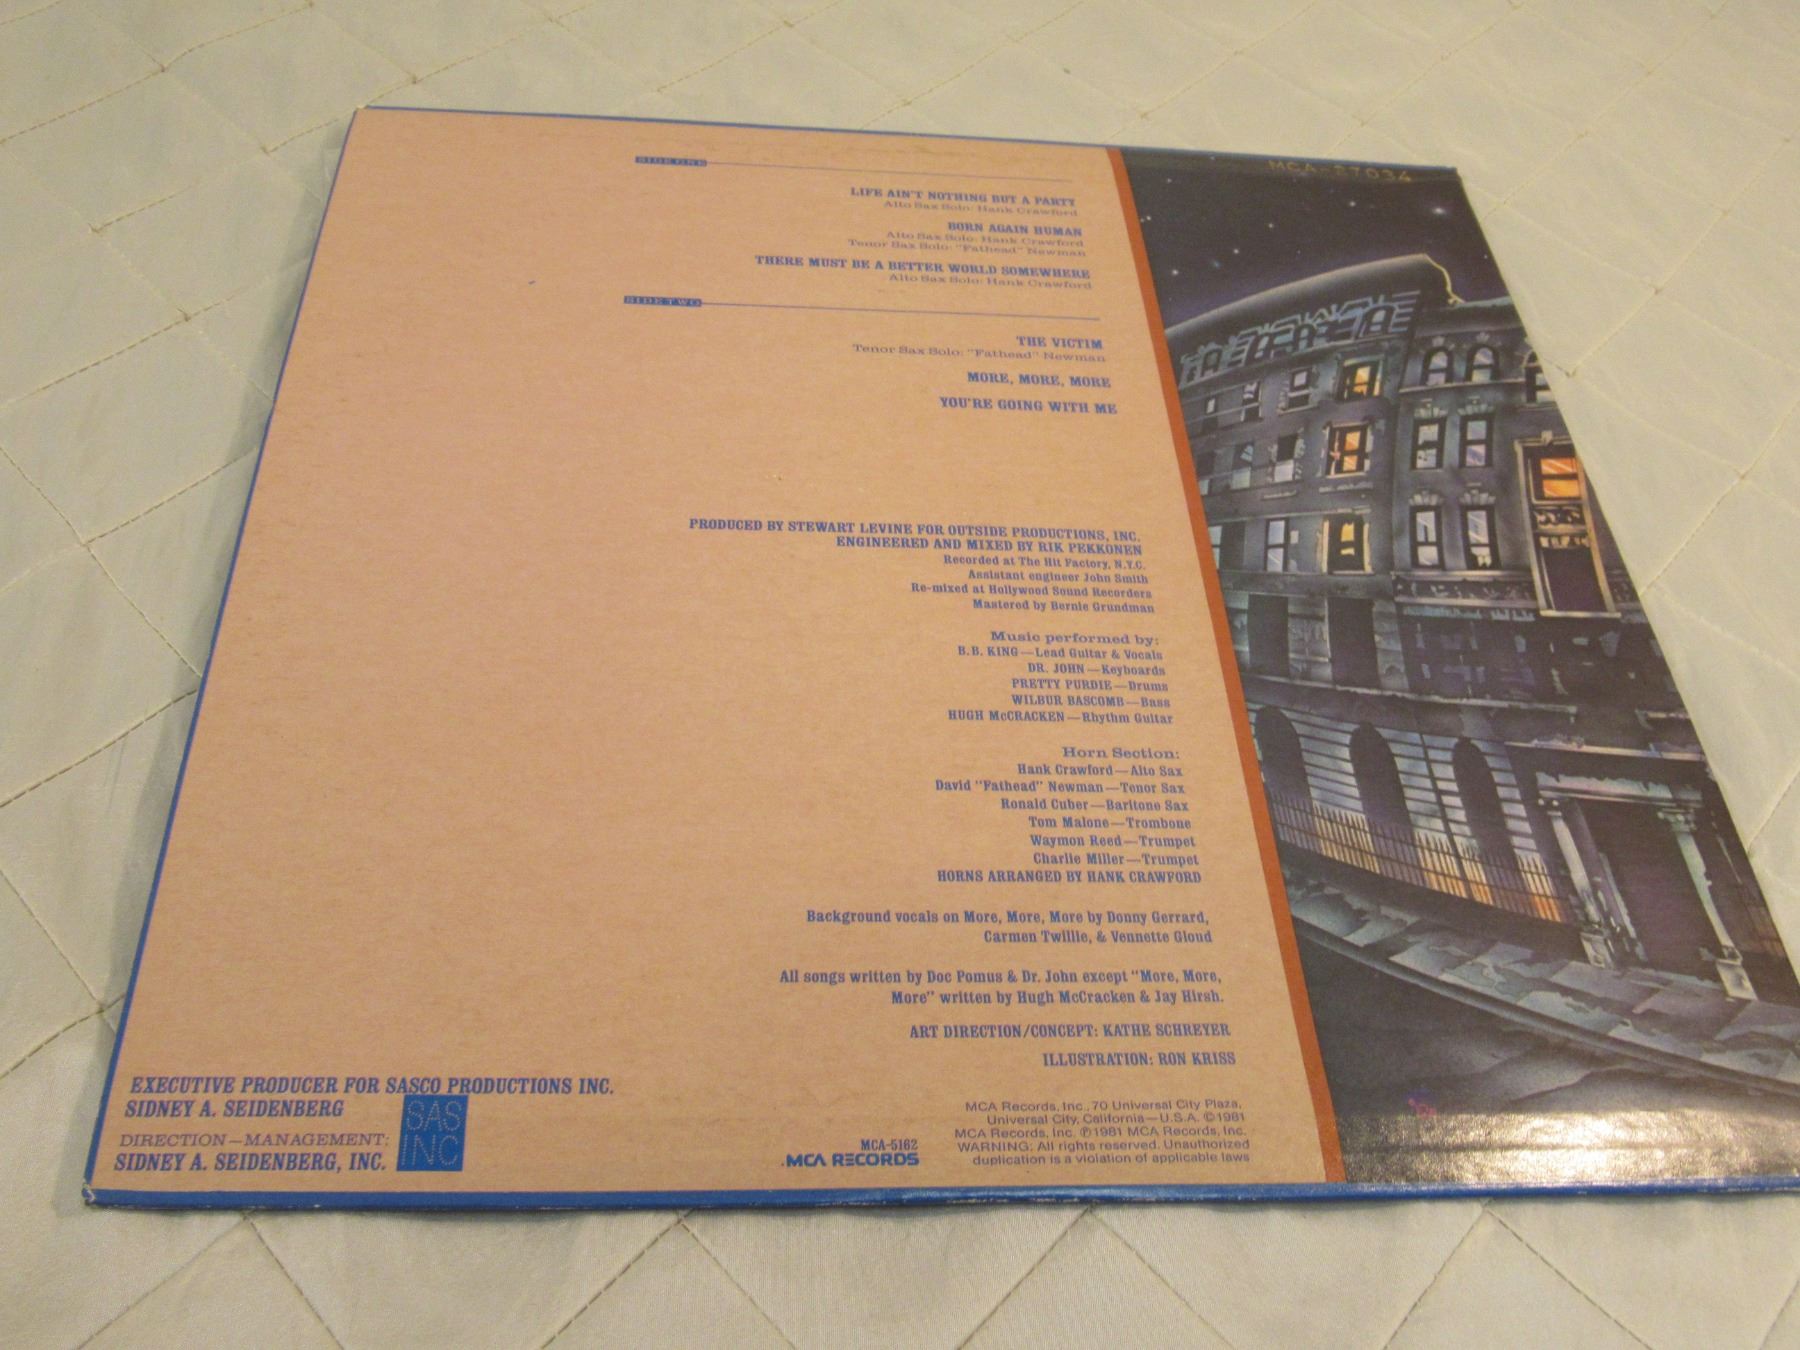 MCA-27034
SIDE ONE
LIFE AIN'T NOTHING BUT A PARTY
Alto Sax Solo: Hank Crawford
BORN AGAIN HUMAN
Alto Sax Solo: Hank Crawford
Tenor Sax Solo: "Fathead" Newman
THERE MUST BE A BETTER WORLD SOMEWHERE
Alto Sax Solo: Hank Crawford
SIDE TWO
THE VICTIM
Tenor Sax Solo: "Fathead" Newman
MORE, MORE, MORE
YOU'RE GOING WITH ME
PRODUCED BY STEWART LEVINE FOR OUTSIDE PRODUCTIONS, INC.
ENGINEERED AND MIXED BY RIK PEKKONEN
Recorded at The Hit Factory, N.Y.C.
Assistant engineer John Smith
Re-mixed at Hollywood Sound Recorders
Mastered by Bernie Grundman
Music performed by:
B.B. KING—Lead Guitar & Vocals
DR. JOHN—Keyboards
PRETTY PURDIE—Drums
WILBUR BASCOMB—Bass
HUGH McCRACKEN—Rhythm Guitar
Horn Section:
Hank Crawford—Alto Sax
David "Fathead" Newman—Tenor Sax
Ronald Cuber—Baritone Sax
Tom Malone—Trombone
Waymon Reed—Trumpet
Charlie Miller—Trumpet
HORNS ARRANGED BY HANK CRAWFORD
Background vocals on More, More, More by Donny Gerrard,
Carmen Twillie, & Vennette Gloud
All songs written by Doc Pomus & Dr. John except "More, More,
More" written by Hugh McCracken & Jay Hirsh.
ART DIRECTION/CONCEPT: KATHE SCHREYER
ILLUSTRATION: RON KRISS
EXECUTIVE PRODUCER FOR SASCO PRODUCTIONS INC.
SIDNEY A. SEIDENBERG
DIRECTION—MANAGEMENT:
SIDNEY A. SEIDENBERG, INC.
SAS
INC
MCA-5162
MCA RECORDS
MCA Records, Inc., 70 Universal City Plaza,
Universal City, California—U.S.A. ©1981
MCA Records, Inc. ℗1981 MCA Records, Inc.
WARNING: All rights reserved. Unauthorized
duplication is a violation of applicable laws